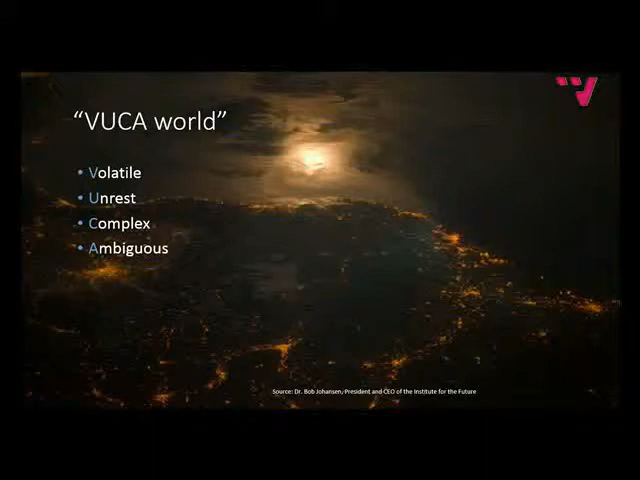 “VUCA world”
• Volatile
• Unrest
• Complex
• Ambiguous
Source: Dr. Bob Johansen, President and CEO of the Institute for the Future